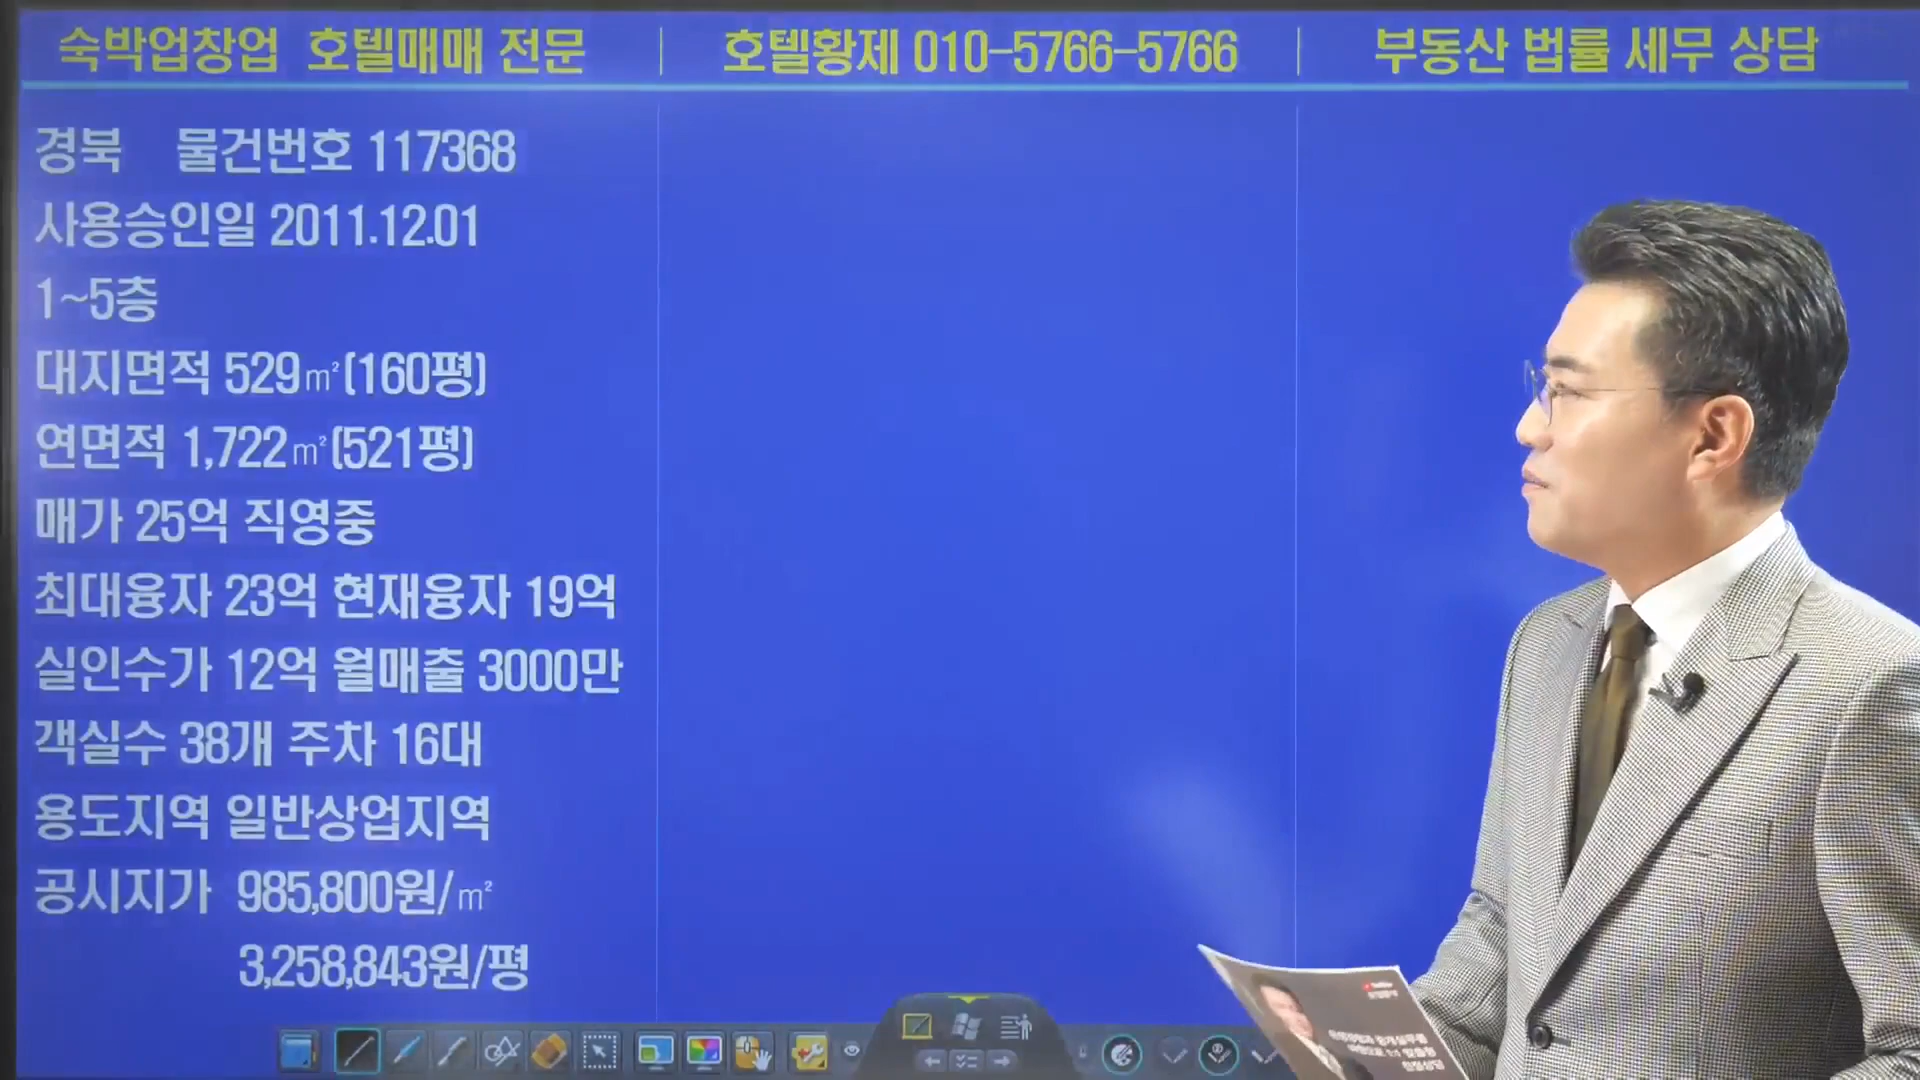 숙박업창업 호텔매매 전문
호텔황제 010-5766-5766
부동산 법률 세무 상담
경북 물건번호 117368
사용승인일 2011.12.01
1~5층
대지면적 529㎡(160평)
연면적 1,722㎡(521평)
매가 25억 직영중
최대융자 23억 현재융자 19억
실인수가 12억 월매출 3000만
객실수 38개 주차 16대
용도지역 일반상업지역
공시지가 985,800원/㎡
3,258,843원/평